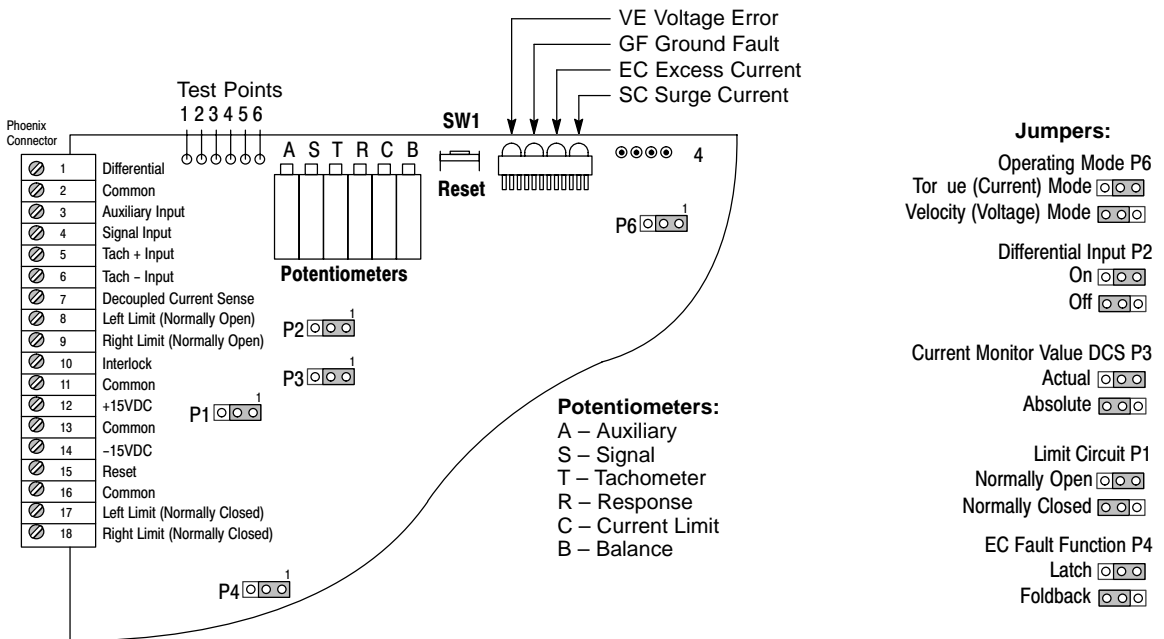 VE Voltage Error
GF Ground Fault
EC Excess Current
SC Surge Current
Test Points
1 2 3 4 5 6
SW1
Reset
4
Phoenix
Connector
A S T R C B
Potentiometers
1 Differential
2 Common
3 Auxiliary Input
4 Signal Input
5 Tach + Input
6 Tach – Input
7 Decoupled Current Sense
8 Left Limit (Normally Open)
9 Right Limit (Normally Open)
10 Interlock
11 Common
12 +15VDC
13 Common
14 –15VDC
15 Reset
16 Common
17 Left Limit (Normally Closed)
18 Right Limit (Normally Closed)
P6 1
P2 1
P3 1
P1 1
P4 1
Potentiometers:
A – Auxiliary
S – Signal
T – Tachometer
R – Response
C – Current Limit
B – Balance
Jumpers:
Operating Mode P6
Tor ue (Current) Mode
Velocity (Voltage) Mode
Differential Input P2
On
Off
Current Monitor Value DCS P3
Actual
Absolute
Limit Circuit P1
Normally Open
Normally Closed
EC Fault Function P4
Latch
Foldback